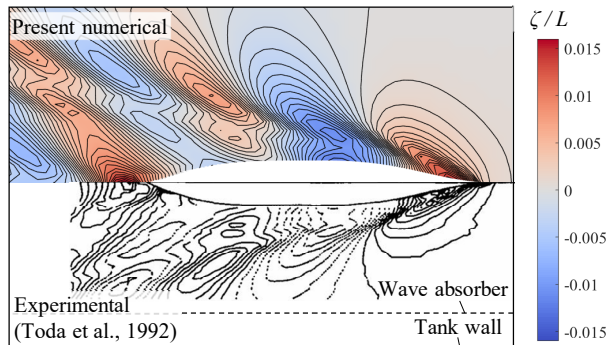 Present numerical
ζ / L
0.015
0.01
0.005
0
-0.005
-0.01
-0.015
Wave absorber
Experimental
(Toda et al., 1992)
Tank wall